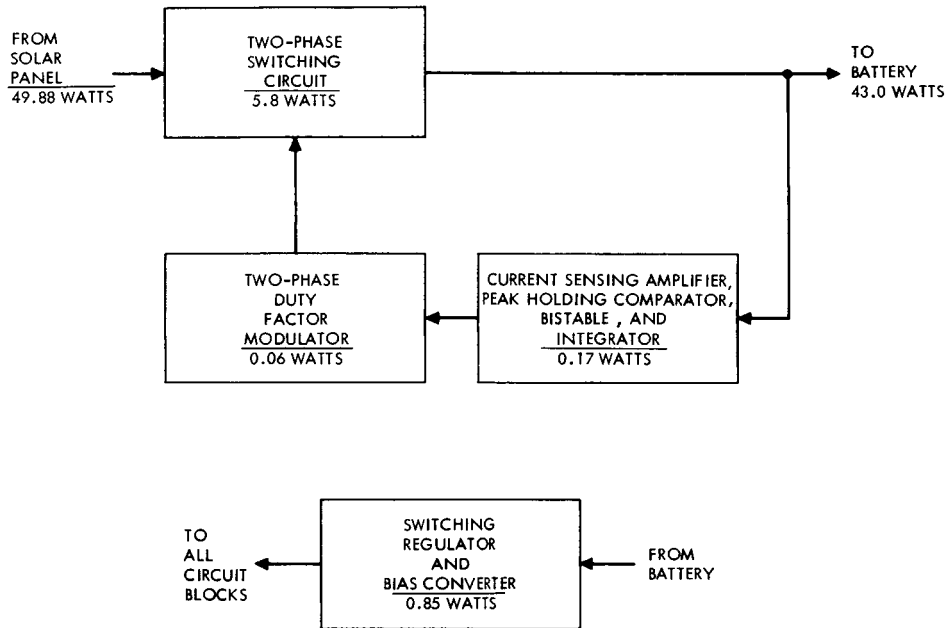 FROM
SOLAR
PANEL
49.88 WATTS
TWO-PHASE
SWITCHING
CIRCUIT
5.8 WATTS
TO
BATTERY
43.0 WATTS
TWO-PHASE
DUTY
FACTOR
MODULATOR
0.06 WATTS
CURRENT SENSING AMPLIFIER,
PEAK HOLDING COMPARATOR,
BISTABLE , AND
INTEGRATOR
0.17 WATTS
TO
ALL
CIRCUIT
BLOCKS
SWITCHING
REGULATOR
AND
BIAS CONVERTER
0.85 WATTS
FROM
BATTERY